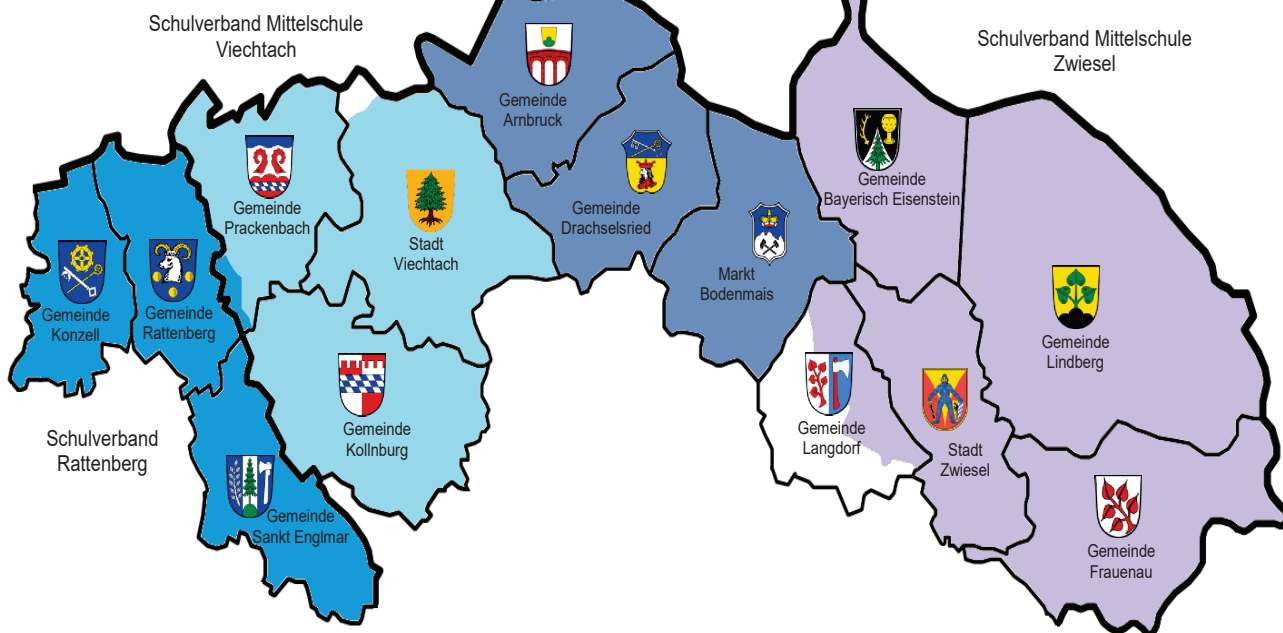 Schulverband Mittelschule
Viechtach
Schulverband Mittelschule
Zwiesel
Gemeinde
Arnbruck
Gemeinde
Bayerisch Eisenstein
Gemeinde
Prackenbach
Gemeinde
Drachselsried
Stadt
Viechtach
Markt
Bodenmais
Gemeinde
Konzell
Gemeinde
Rattenberg
Gemeinde
Lindberg
Gemeinde
Kollnburg
Gemeinde
Langdorf
Schulverband
Rattenberg
Stadt
Zwiesel
Gemeinde
Sankt Englmar
Gemeinde
Frauenau